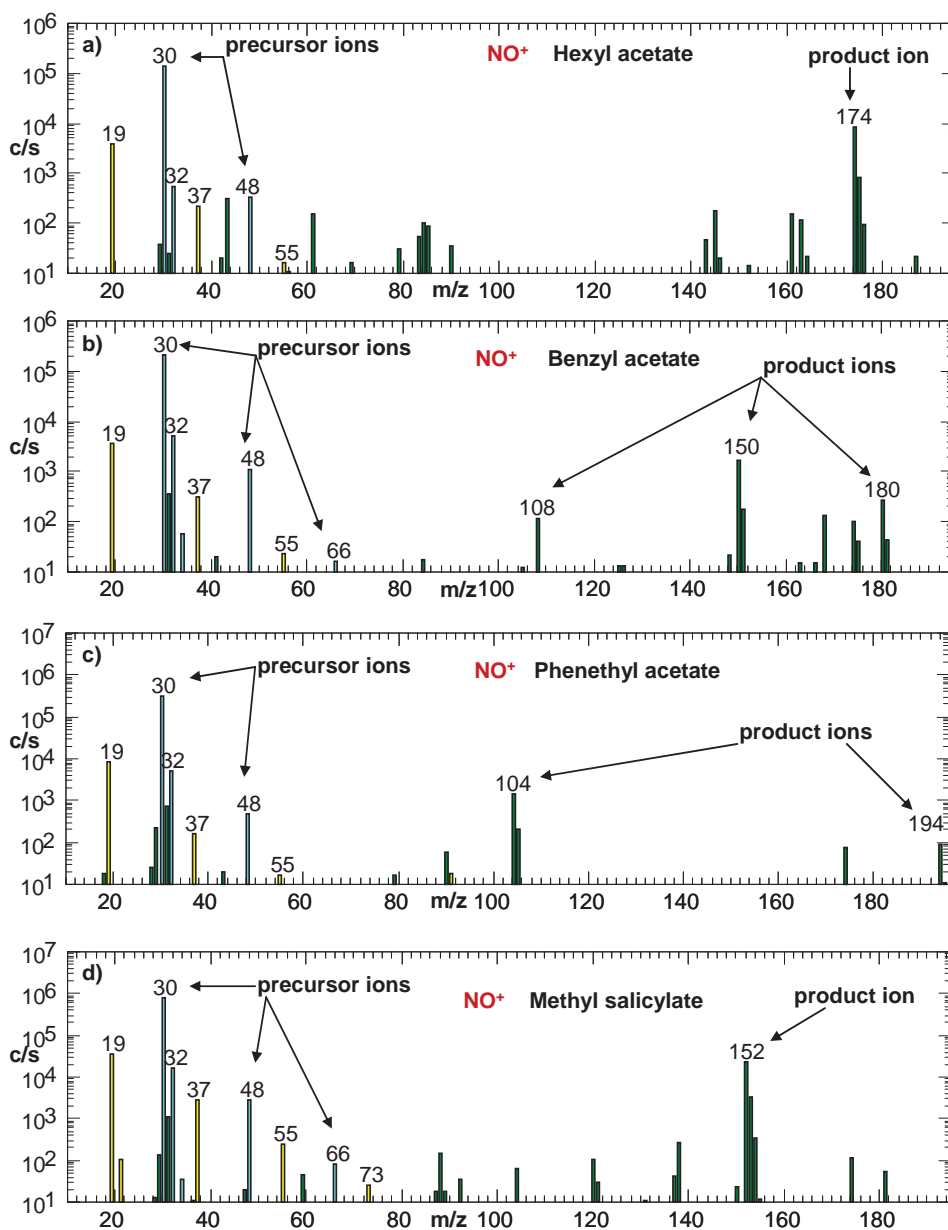 a)
precursor ions
NO⁺ Hexyl acetate
product ion
10⁶
10⁵
10⁴
c/s
10³
10²
10¹
30
19
32
37
48
55
174
20 40 60 80 m/z 100 120 140 160 180
b)
precursor ions
NO⁺ Benzyl acetate
product ions
10⁶
10⁵
10⁴
c/s
10³
10²
10¹
30
19
32
37
48
55
66
108
150
180
20 40 60 80 m/z 100 120 140 160 180
c)
precursor ions
NO⁺ Phenethyl acetate
product ions
10⁷
10⁶
10⁵
c/s
10⁴
10³
10²
10¹
30
19
32
37
48
55
104
194
20 40 60 80 m/z 100 120 140 160 180
d)
precursor ions
NO⁺ Methyl salicylate
product ion
10⁷
10⁶
10⁵
c/s
10⁴
10³
10²
10¹
30
19
32
37
48
55
66
73
152
20 40 60 80 m/z 100 120 140 160 180